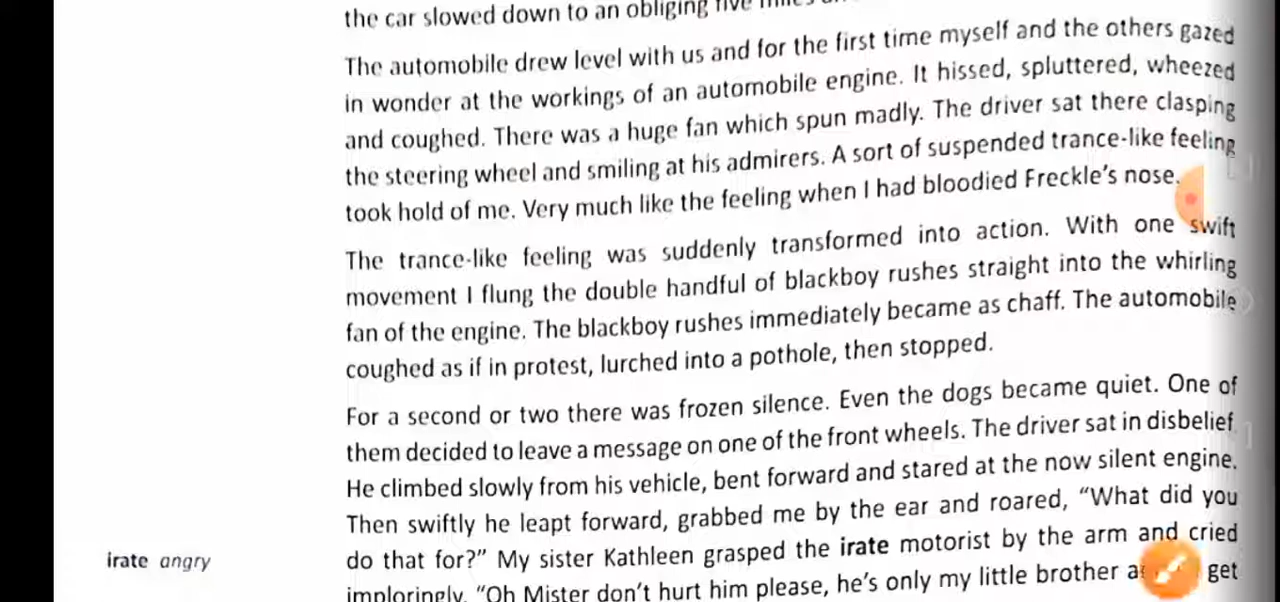 the car slowed down to an obliging five
The automobile drew level with us and for the first time myself and the others gazed
in wonder at the workings of an automobile engine. It hissed, spluttered, wheezed
and coughed. There was a huge fan which spun madly. The driver sat there clasping
the steering wheel and smiling at his admirers. A sort of suspended trance-like feeling
took hold of me. Very much like the feeling when I had bloodied Freckle's nose.
The trance-like feeling was suddenly transformed into action. With one swift
movement I flung the double handful of blackboy rushes straight into the whirling
fan of the engine. The blackboy rushes immediately became as chaff. The automobile
coughed as if in protest, lurched into a pothole, then stopped.
For a second or two there was frozen silence. Even the dogs became quiet. One of
them decided to leave a message on one of the front wheels. The driver sat in disbelief
He climbed slowly from his vehicle, bent forward and stared at the now silent engine.
Then swiftly he leapt forward, grabbed me by the ear and roared, "What did you
do that for?" My sister Kathleen grasped the irate motorist by the arm and cried
irate angry
imploringly, "Oh Mister don't hurt him please, he's only my little brother get